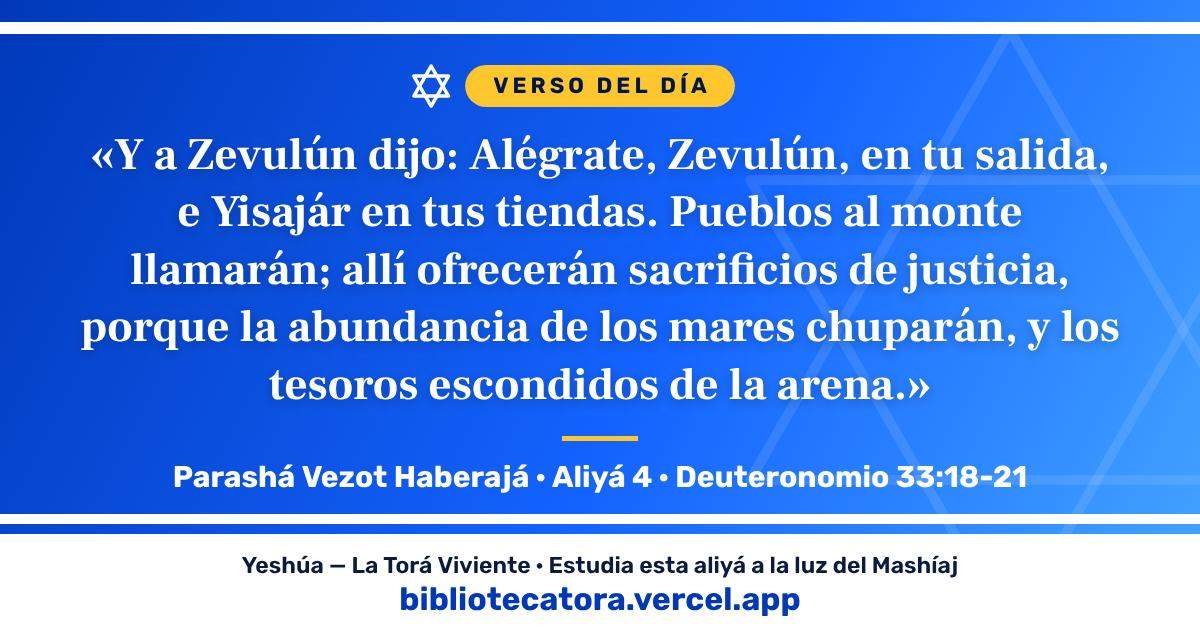 VERSO DEL DÍA
«Y a Zevulún dijo: Alégrate, Zevulún, en tu salida,
e Yisajár en tus tiendas. Pueblos al monte
llamarán; allí ofrecerán sacrificios de justicia,
porque la abundancia de los mares chuparán, y los
tesoros escondidos de la arena.»
Parashá Vezot Haberajá • Aliyá 4 • Deuteronomio 33:18-21
Yeshúa — La Torá Viviente • Estudia esta aliyá a la luz del Mashíaj
bibliotecatora.vercel.app